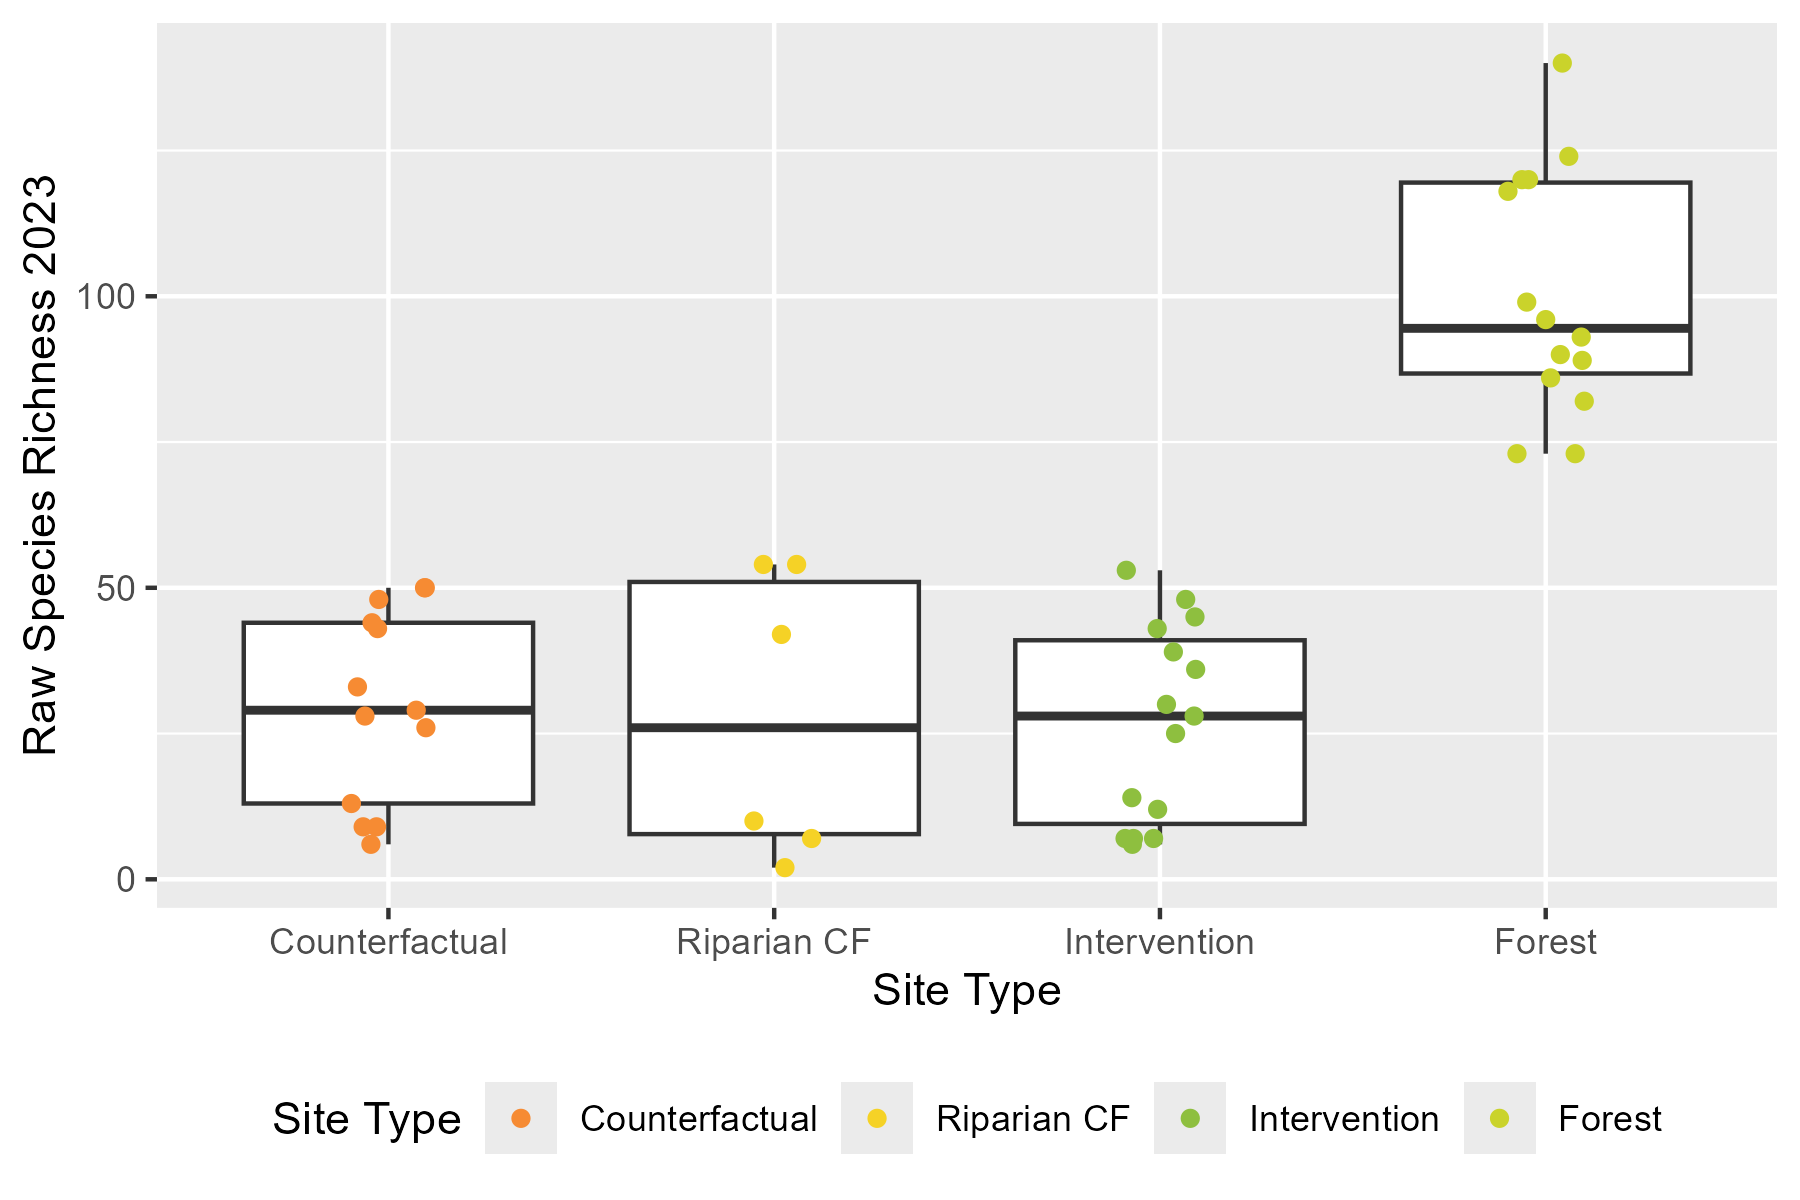 Raw Species Richness 2023
100
50
0
Counterfactual Riparian CF Intervention Forest
Site Type
Site Type Counterfactual Riparian CF Intervention Forest